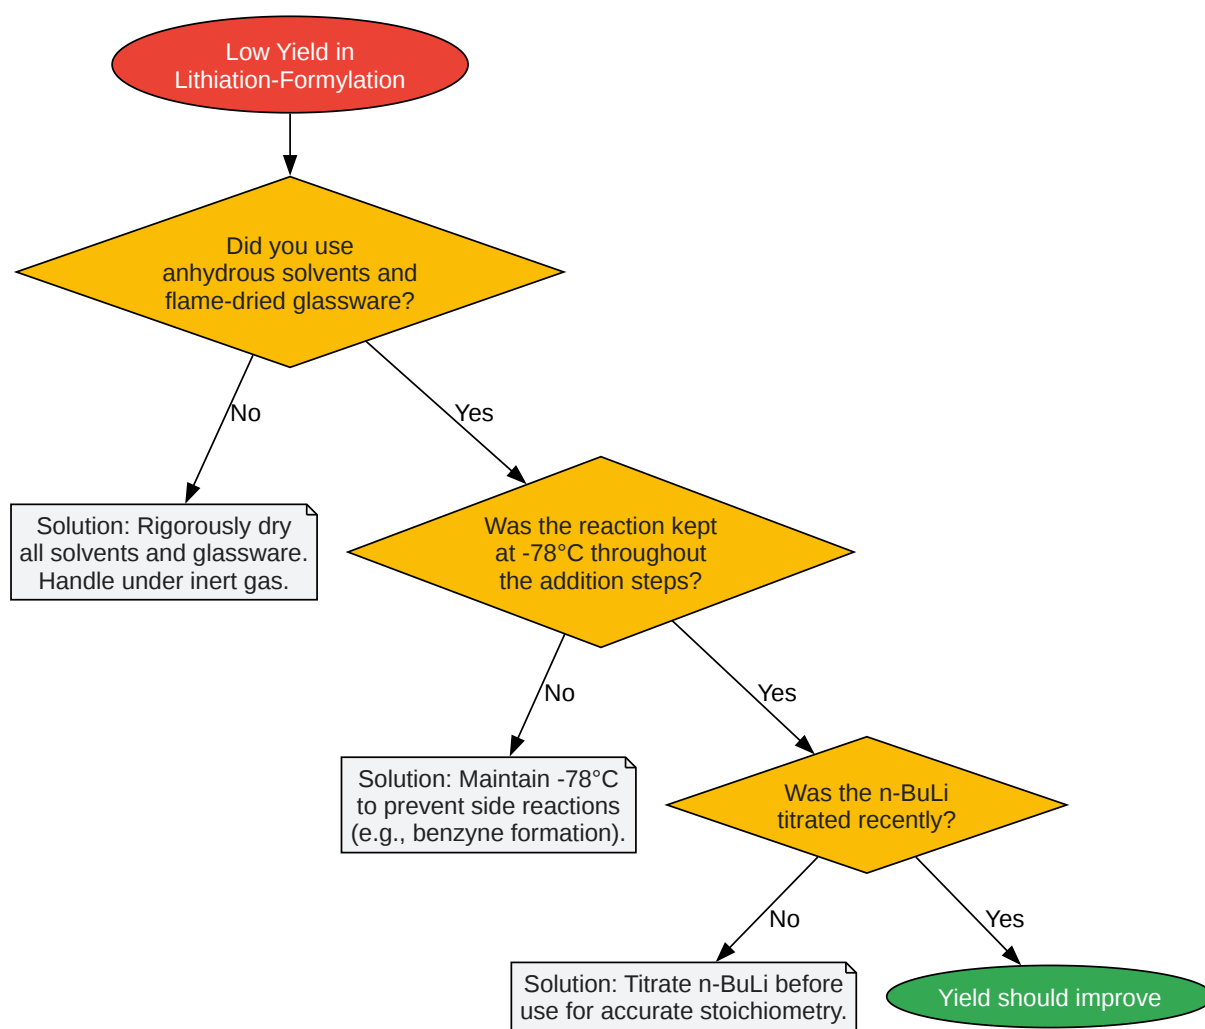 Low Yield in
Lithiation-Formylation
Did you use
anhydrous solvents and
flame-dried glassware?
No
Yes
Solution: Rigorously dry
all solvents and glassware.
Handle under inert gas.
Was the reaction kept
at -78°C throughout
the addition steps?
No
Yes
Solution: Maintain -78°C
to prevent side reactions
(e.g., benzyne formation).
Was the n-BuLi
titrated recently?
No
Yes
Solution: Titrate n-BuLi before
use for accurate stoichiometry.
Yield should improve